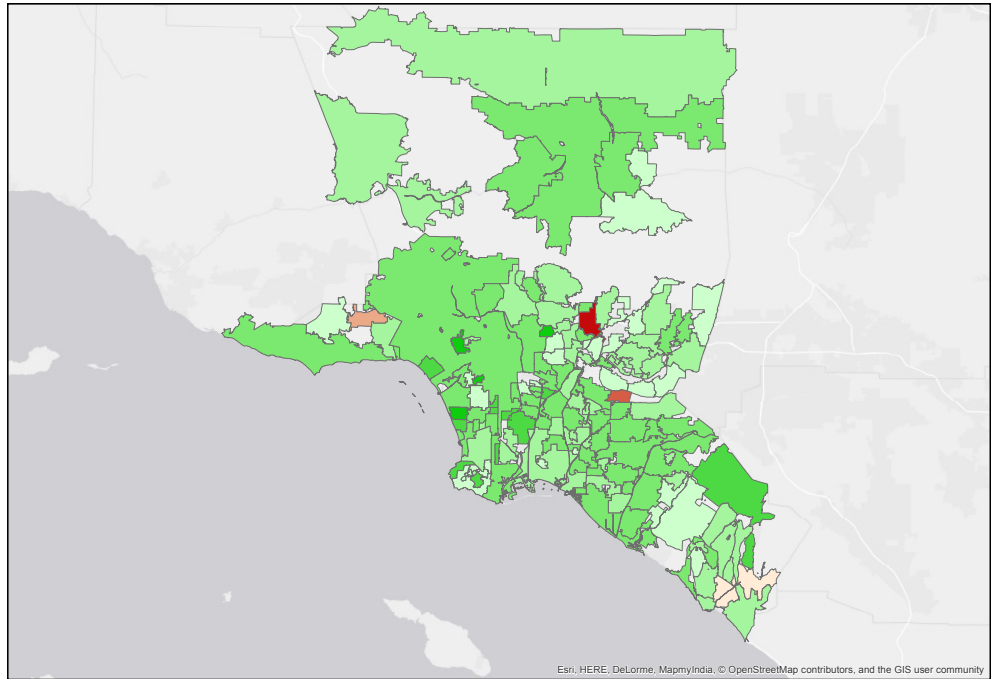 Esri, HERE, DeLorme, MapmyIndia, © OpenStreetMap contributors, and the GIS user community